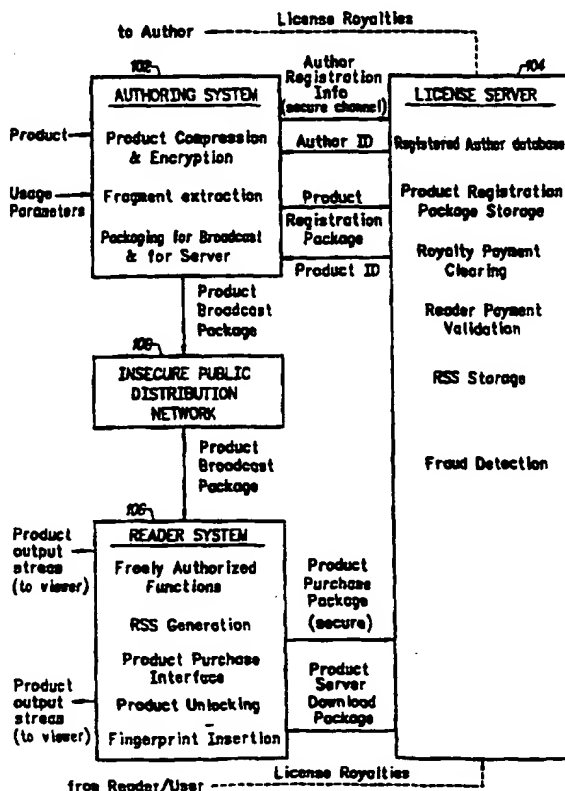 License Royalties
to Author
102
AUTHORING SYSTEM
Product Compression
& Encryption
Fragment extraction
Packaging for Broadcast
& for Server
Product
Usage
Parameters
Author
Registration
Info
(secure channel)
Author ID
Product
Registration
Package
Product ID
104
LICENSE SERVER
Registered Author database
Product Registration
Package Storage
Royalty Payment
Clearing
Reader Payment
Validation
RSS Storage
Fraud Detection
Product
Broadcast
Package
108
INSECURE PUBLIC
DISTRIBUTION
NETWORK
Product
Broadcast
Package
106
READER SYSTEM
Freely Authorized
Functions
RSS Generation
Product Purchase
Interface
Product Unlocking
Fingerprint Insertion
Product
output
stream
(to viewer)
Product
output
stream
(to viewer)
Product
Purchase
Package
(secure)
Product
Server
Download
Package
License Royalties
from Reader/User